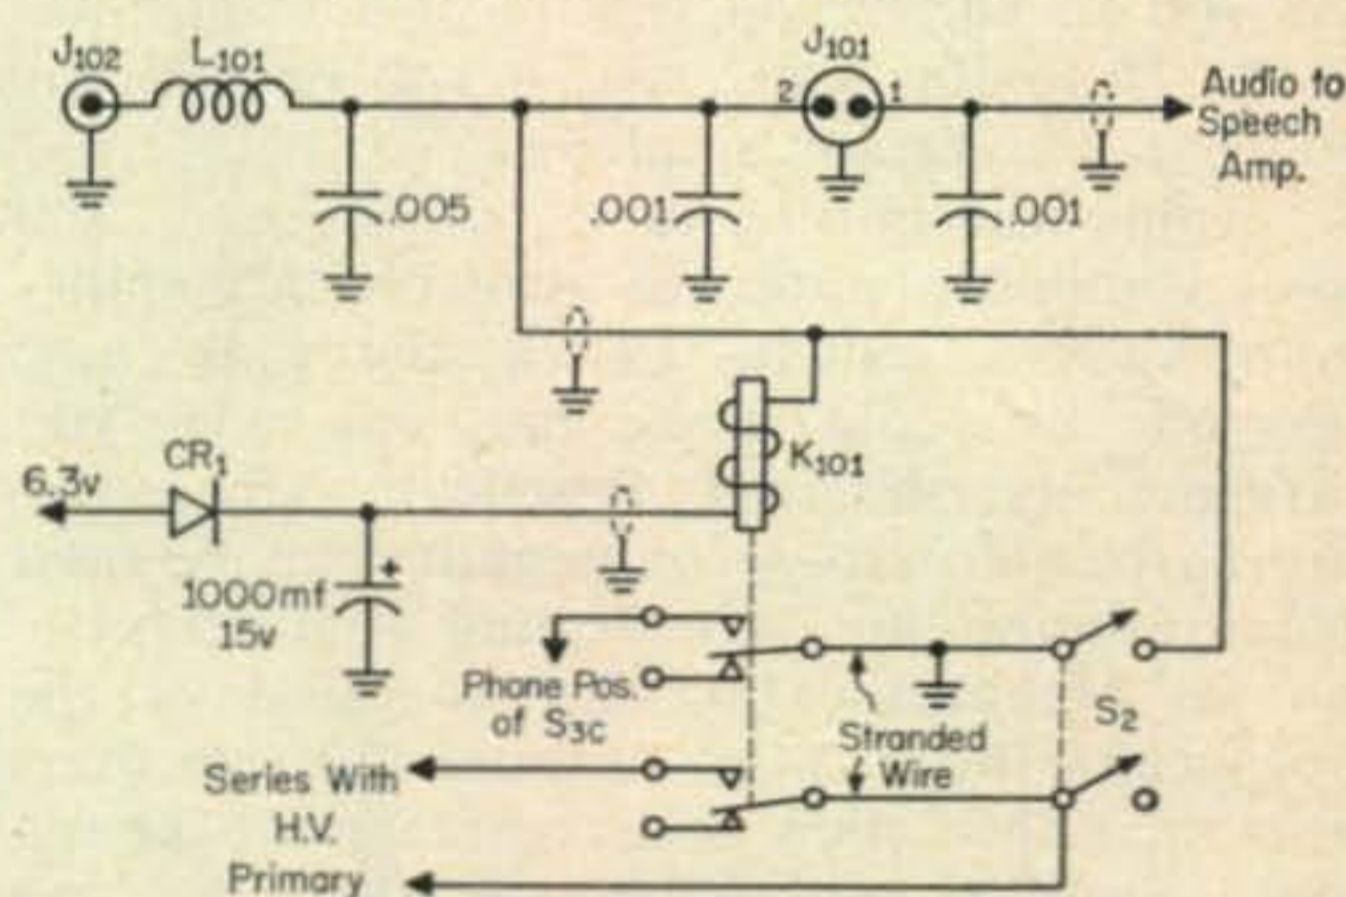 J102
L101
J101
2
1
Audio to
Speech
Amp.
.005
.001
.001
CR1
6.3v
K101
+
1000mf
15v
Phone Pos.
of S3C
S2
Stranded
Wire
Series With
H.V.
Primary